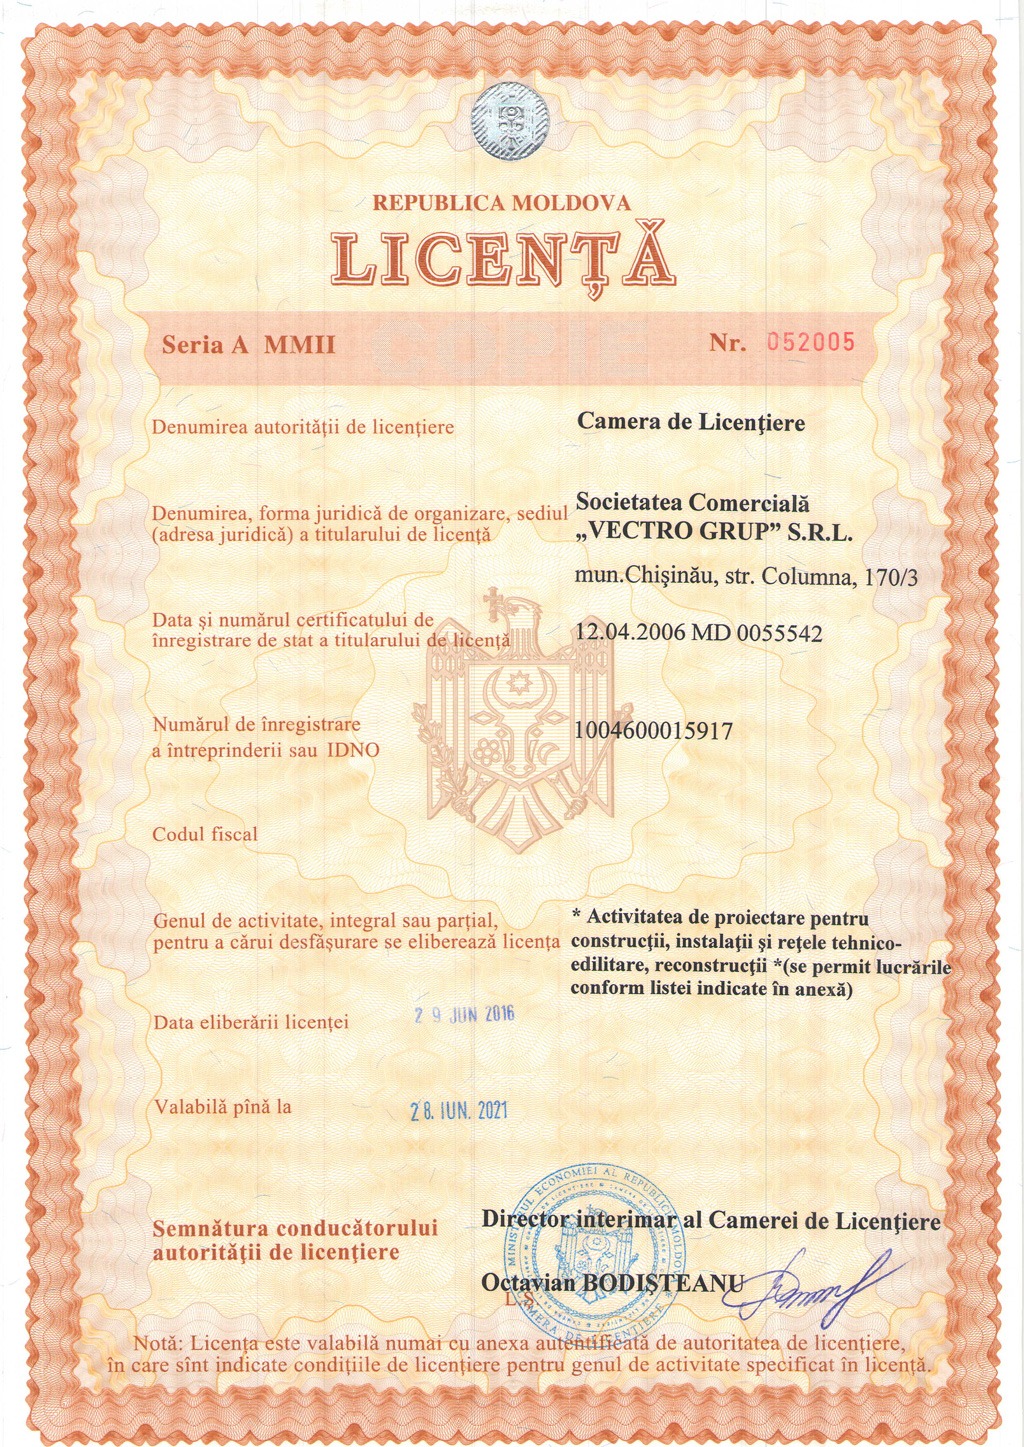 REPUBLICA MOLDOVA
LICENȚĂ
Seria A MMII Nr. 052005
Denumirea autorităţii de licenţiere Camera de Licenţiere
Denumirea, forma juridică de organizare, sediul Societatea Comercială
(adresa juridică) a titularului de licenţă „VECTRO GRUP” S.R.L.
mun.Chişinău, str. Columna, 170/3
Data şi numărul certificatului de
înregistrare de stat a titularului de licenţă 12.04.2006 MD 0055542
Numărul de înregistrare
a întreprinderii sau IDNO 1004600015917
Codul fiscal
Genul de activitate, integral sau parţial, * Activitatea de proiectare pentru
pentru a cărui desfăşurare se eliberează licenţa construcţii, instalaţii şi reţele tehnico-
edilitare, reconstrucţii *(se permit lucrările
conform listei indicate în anexă)
Data eliberării licenţei 29 JUN 2016
Valabilă pînă la 28. IUN. 2021
MINISTERUL ECONOMIEI AL REPUBLICII MOLDOVA
CAMERA DE LICENŢIERE
Semnătura conducătorului Director interimar al Camerei de Licenţiere
autorităţii de licenţiere Octavian BODIŞTEANU
L.Ş.
Notă: Licenţa este valabilă numai cu anexa autentificată de autoritatea de licenţiere,
în care sînt indicate condiţiile de licenţiere pentru genul de activitate specificat în licenţă.